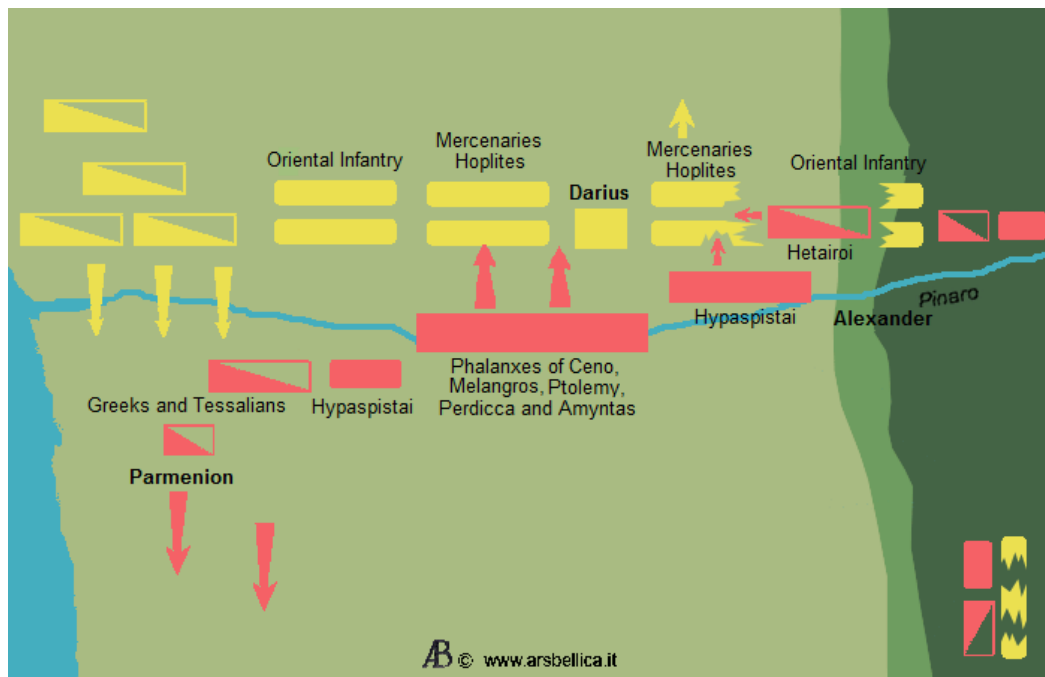 Mercenaries
Hoplites
Mercenaries
Hoplites
Oriental Infantry
Oriental Infantry
Darius
Hetairoi
Pinaro
Hypaspistai
Alexander
Phalanxes of Ceno,
Melangros, Ptolemy,
Perdicca and Amyntas
Greeks and Tessalians
Hypaspistai
Parmenion
AB © www.arsbellica.it